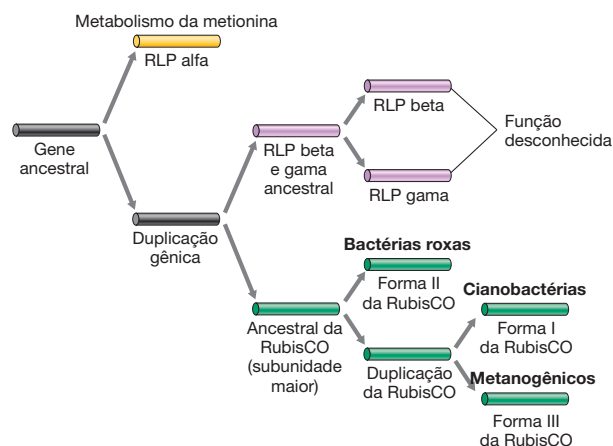 Metabolismo da metionina
RLP alfa
Gene
ancestral
Duplicação
gênica
RLP beta
e gama
ancestral
RLP beta
RLP gama
Função
desconhecida
Bactérias roxas
Forma II
da RubisCO
Ancestral da
RubisCO
(subunidade
maior)
Duplicação
da RubisCO
Cianobactérias
Forma I
da RubisCO
Metanogênicos
Forma III
da RubisCO